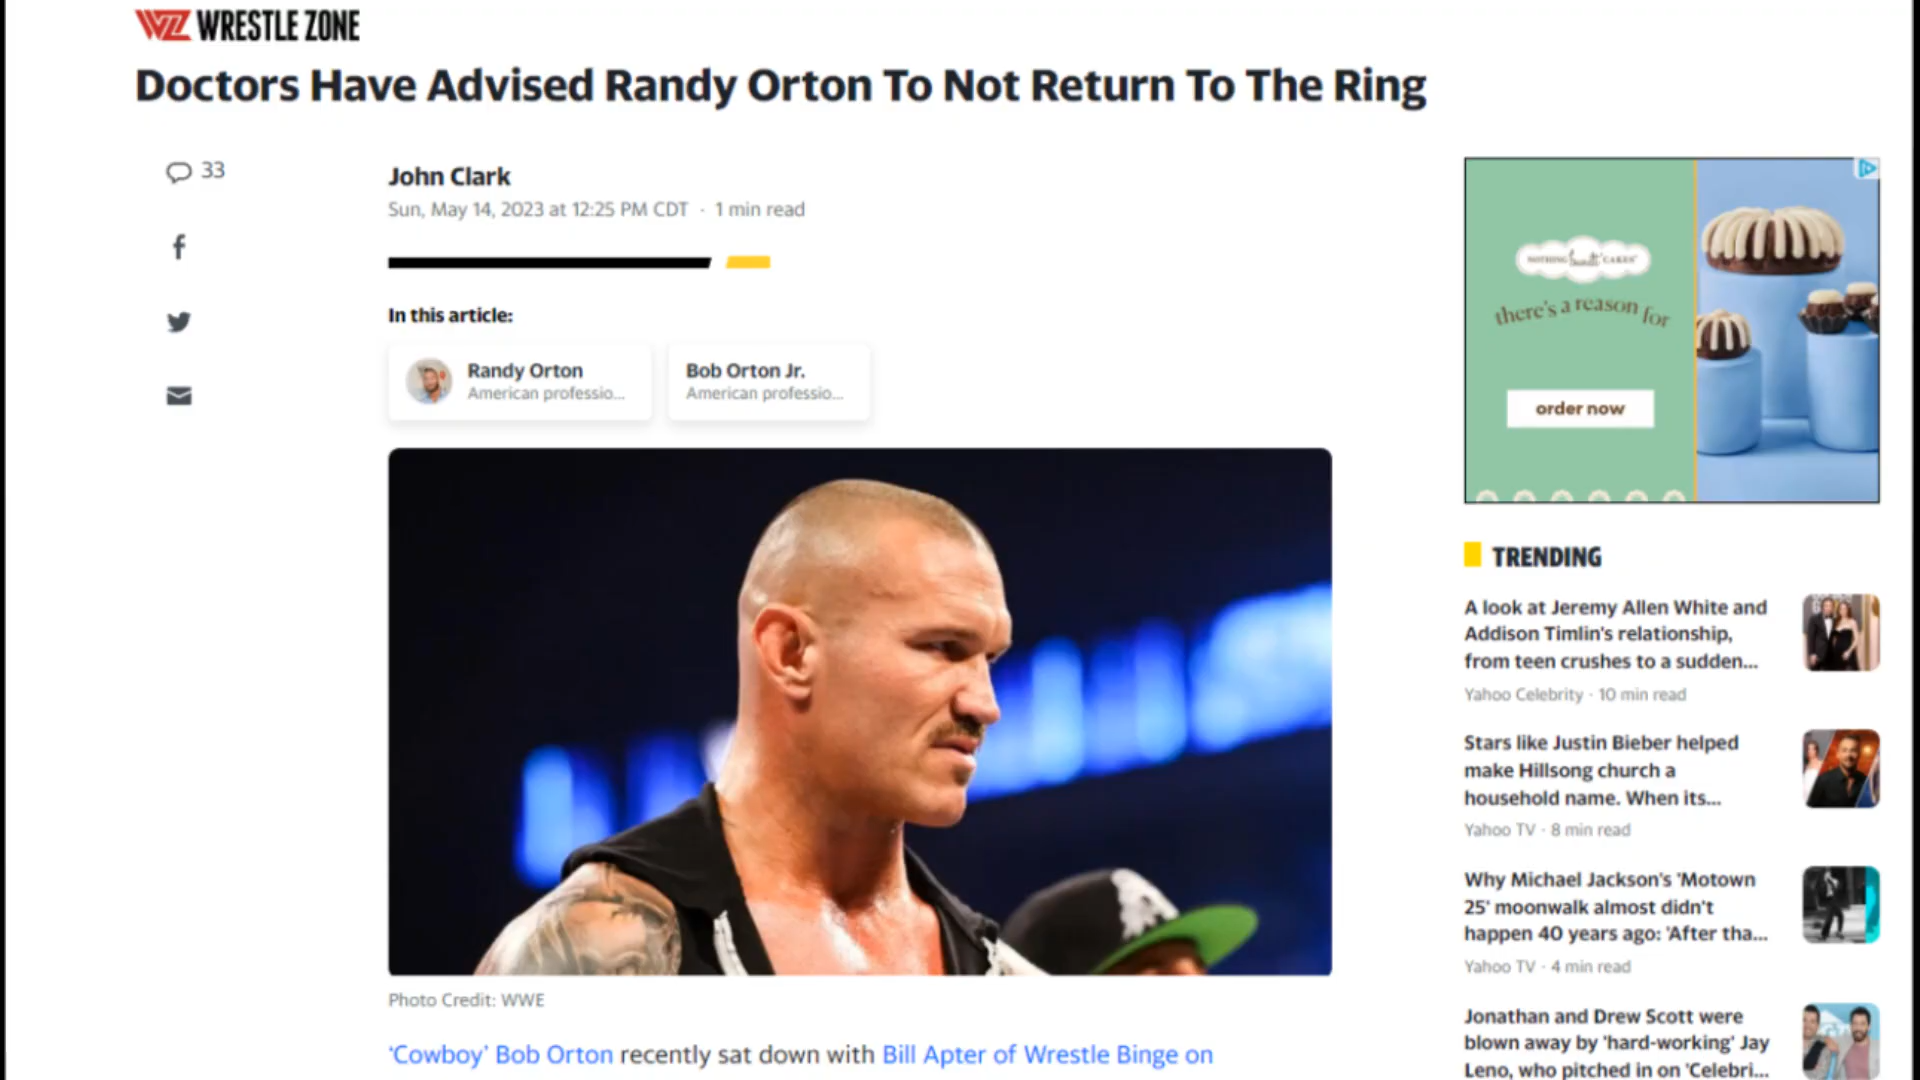 WZ WRESTLE ZONE
Doctors Have Advised Randy Orton To Not Return To The Ring
33
John Clark
Sun, May 14, 2023 at 12:25 PM CDT · 1 min read
In this article:
Randy Orton
American professio...
Bob Orton Jr.
American professio...
Photo Credit: WWE
‘Cowboy’ Bob Orton recently sat down with Bill Apter of Wrestle Binge on
NOTHING bundt CAKES
there's a reason for
order now
TRENDING
A look at Jeremy Allen White and
Addison Timlin's relationship,
from teen crushes to a sudden...
Yahoo Celebrity · 10 min read
Stars like Justin Bieber helped
make Hillsong church a
household name. When its...
Yahoo TV · 8 min read
Why Michael Jackson's 'Motown
25' moonwalk almost didn't
happen 40 years ago: 'After tha...
Yahoo TV · 4 min read
Jonathan and Drew Scott were
blown away by 'hard-working' Jay
Leno, who pitched in on 'Celebri...